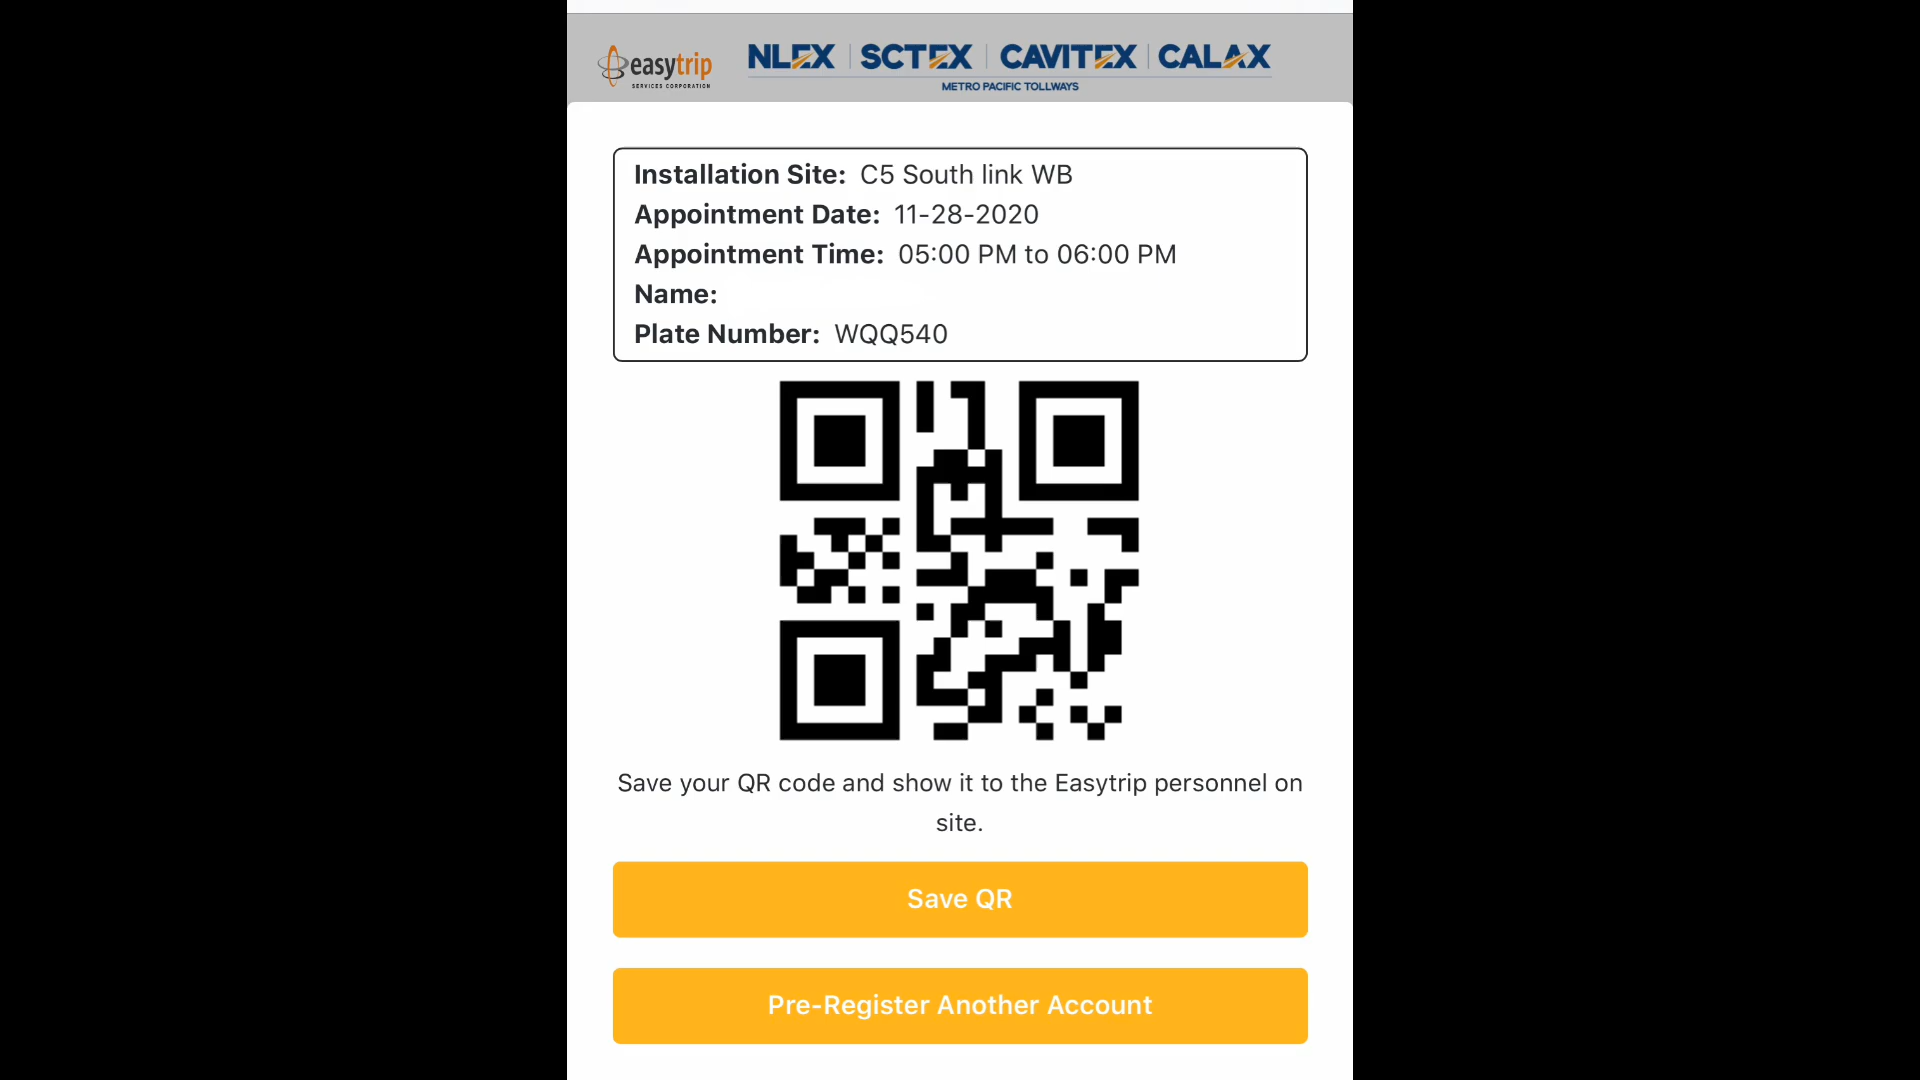 easytrip
SERVICES CORPORATION
NLEX | SCTEX | CAVITEX | CALAX
METRO PACIFIC TOLLWAYS
Installation Site: C5 South link WB
Appointment Date: 11-28-2020
Appointment Time: 05:00 PM to 06:00 PM
Name:
Plate Number: WQQ540
Save your QR code and show it to the Easytrip personnel on
site.
Save QR
Pre-Register Another Account